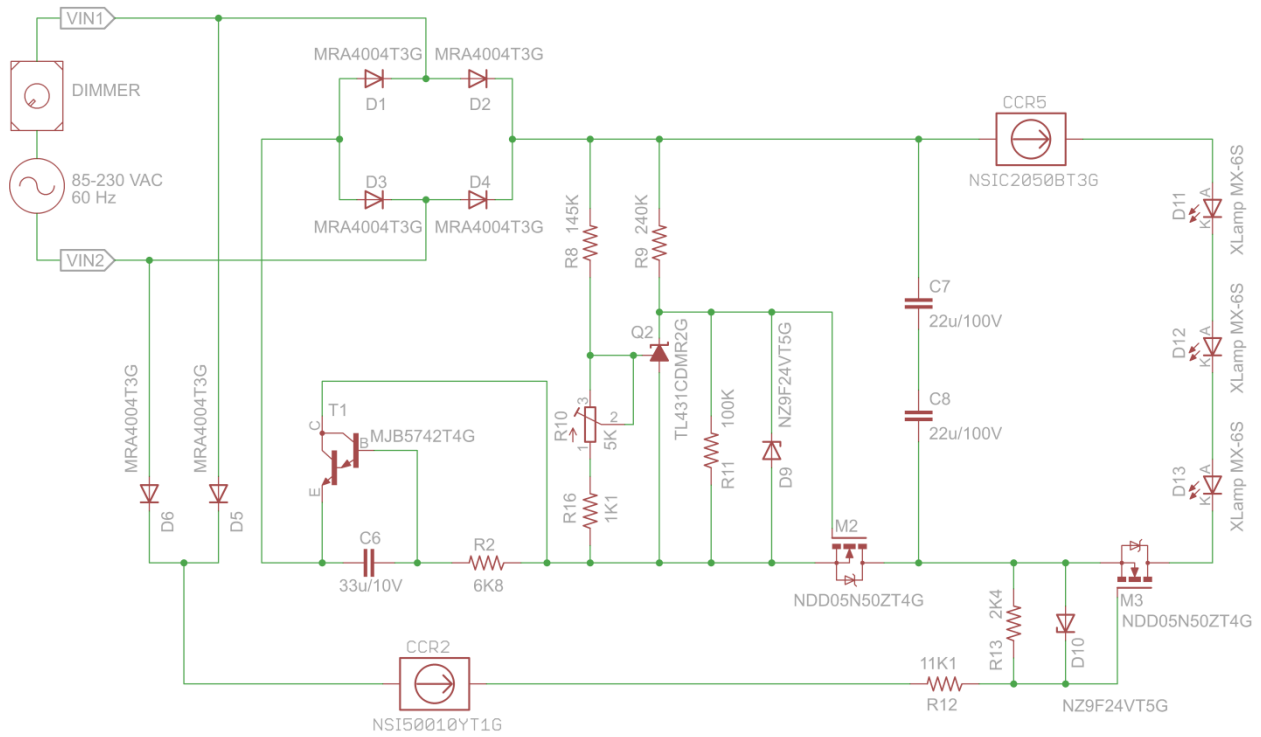 VIN1
DIMMER
85-230 VAC
60 Hz
VIN2
MRA4004T3G
MRA4004T3G
D1
D2
D3
D4
MRA4004T3G
MRA4004T3G
CCR5
NSIC2050BT3G
R8
145K
R9
240K
C7
22u/100V
C8
22u/100V
D11
A
K
XLamp MX-6S
D12
A
K
XLamp MX-6S
D13
A
K
XLamp MX-6S
Q2
TL431CDMR2G
R10
3
2
1
5K
R16
1K1
R11
100K
NZ9F24VT5G
D9
MRA4004T3G
D6
MRA4004T3G
D5
T1
C
B
E
MJB5742T4G
C6
33u/10V
R2
6K8
M2
NDD05N50ZT4G
M3
NDD05N50ZT4G
R13
2K4
D10
NZ9F24VT5G
CCR2
NSI50010YT1G
11K1
R12